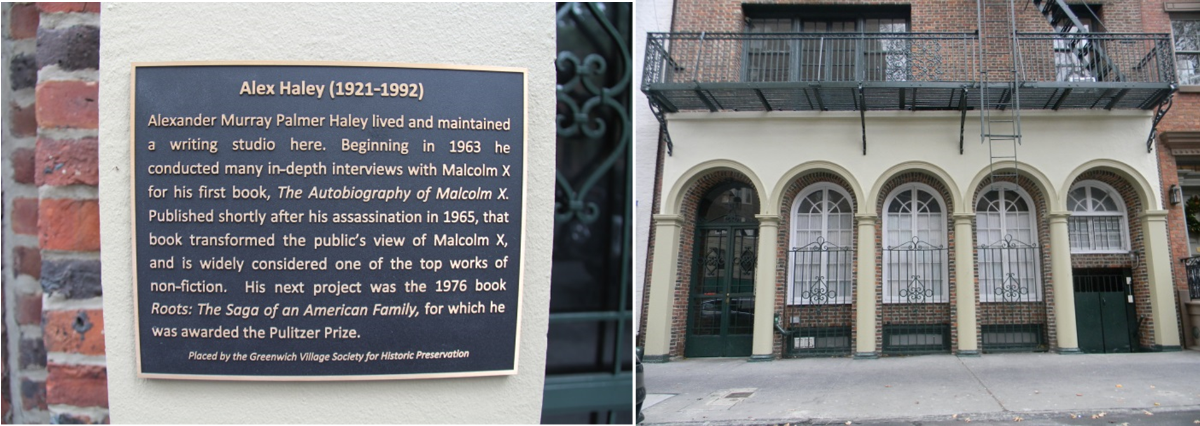 Alex Haley (1921-1992)
Alexander Murray Palmer Haley lived and maintained
a writing studio here. Beginning in 1963 he
conducted many in-depth interviews with Malcolm X
for his first book, The Autobiography of Malcolm X.
Published shortly after his assassination in 1965, that
book transformed the public's view of Malcolm X,
and is widely considered one of the top works of
non-fiction. His next project was the 1976 book
Roots: The Saga of an American Family, for which he
was awarded the Pulitzer Prize.
Placed by the Greenwich Village Society for Historic Preservation